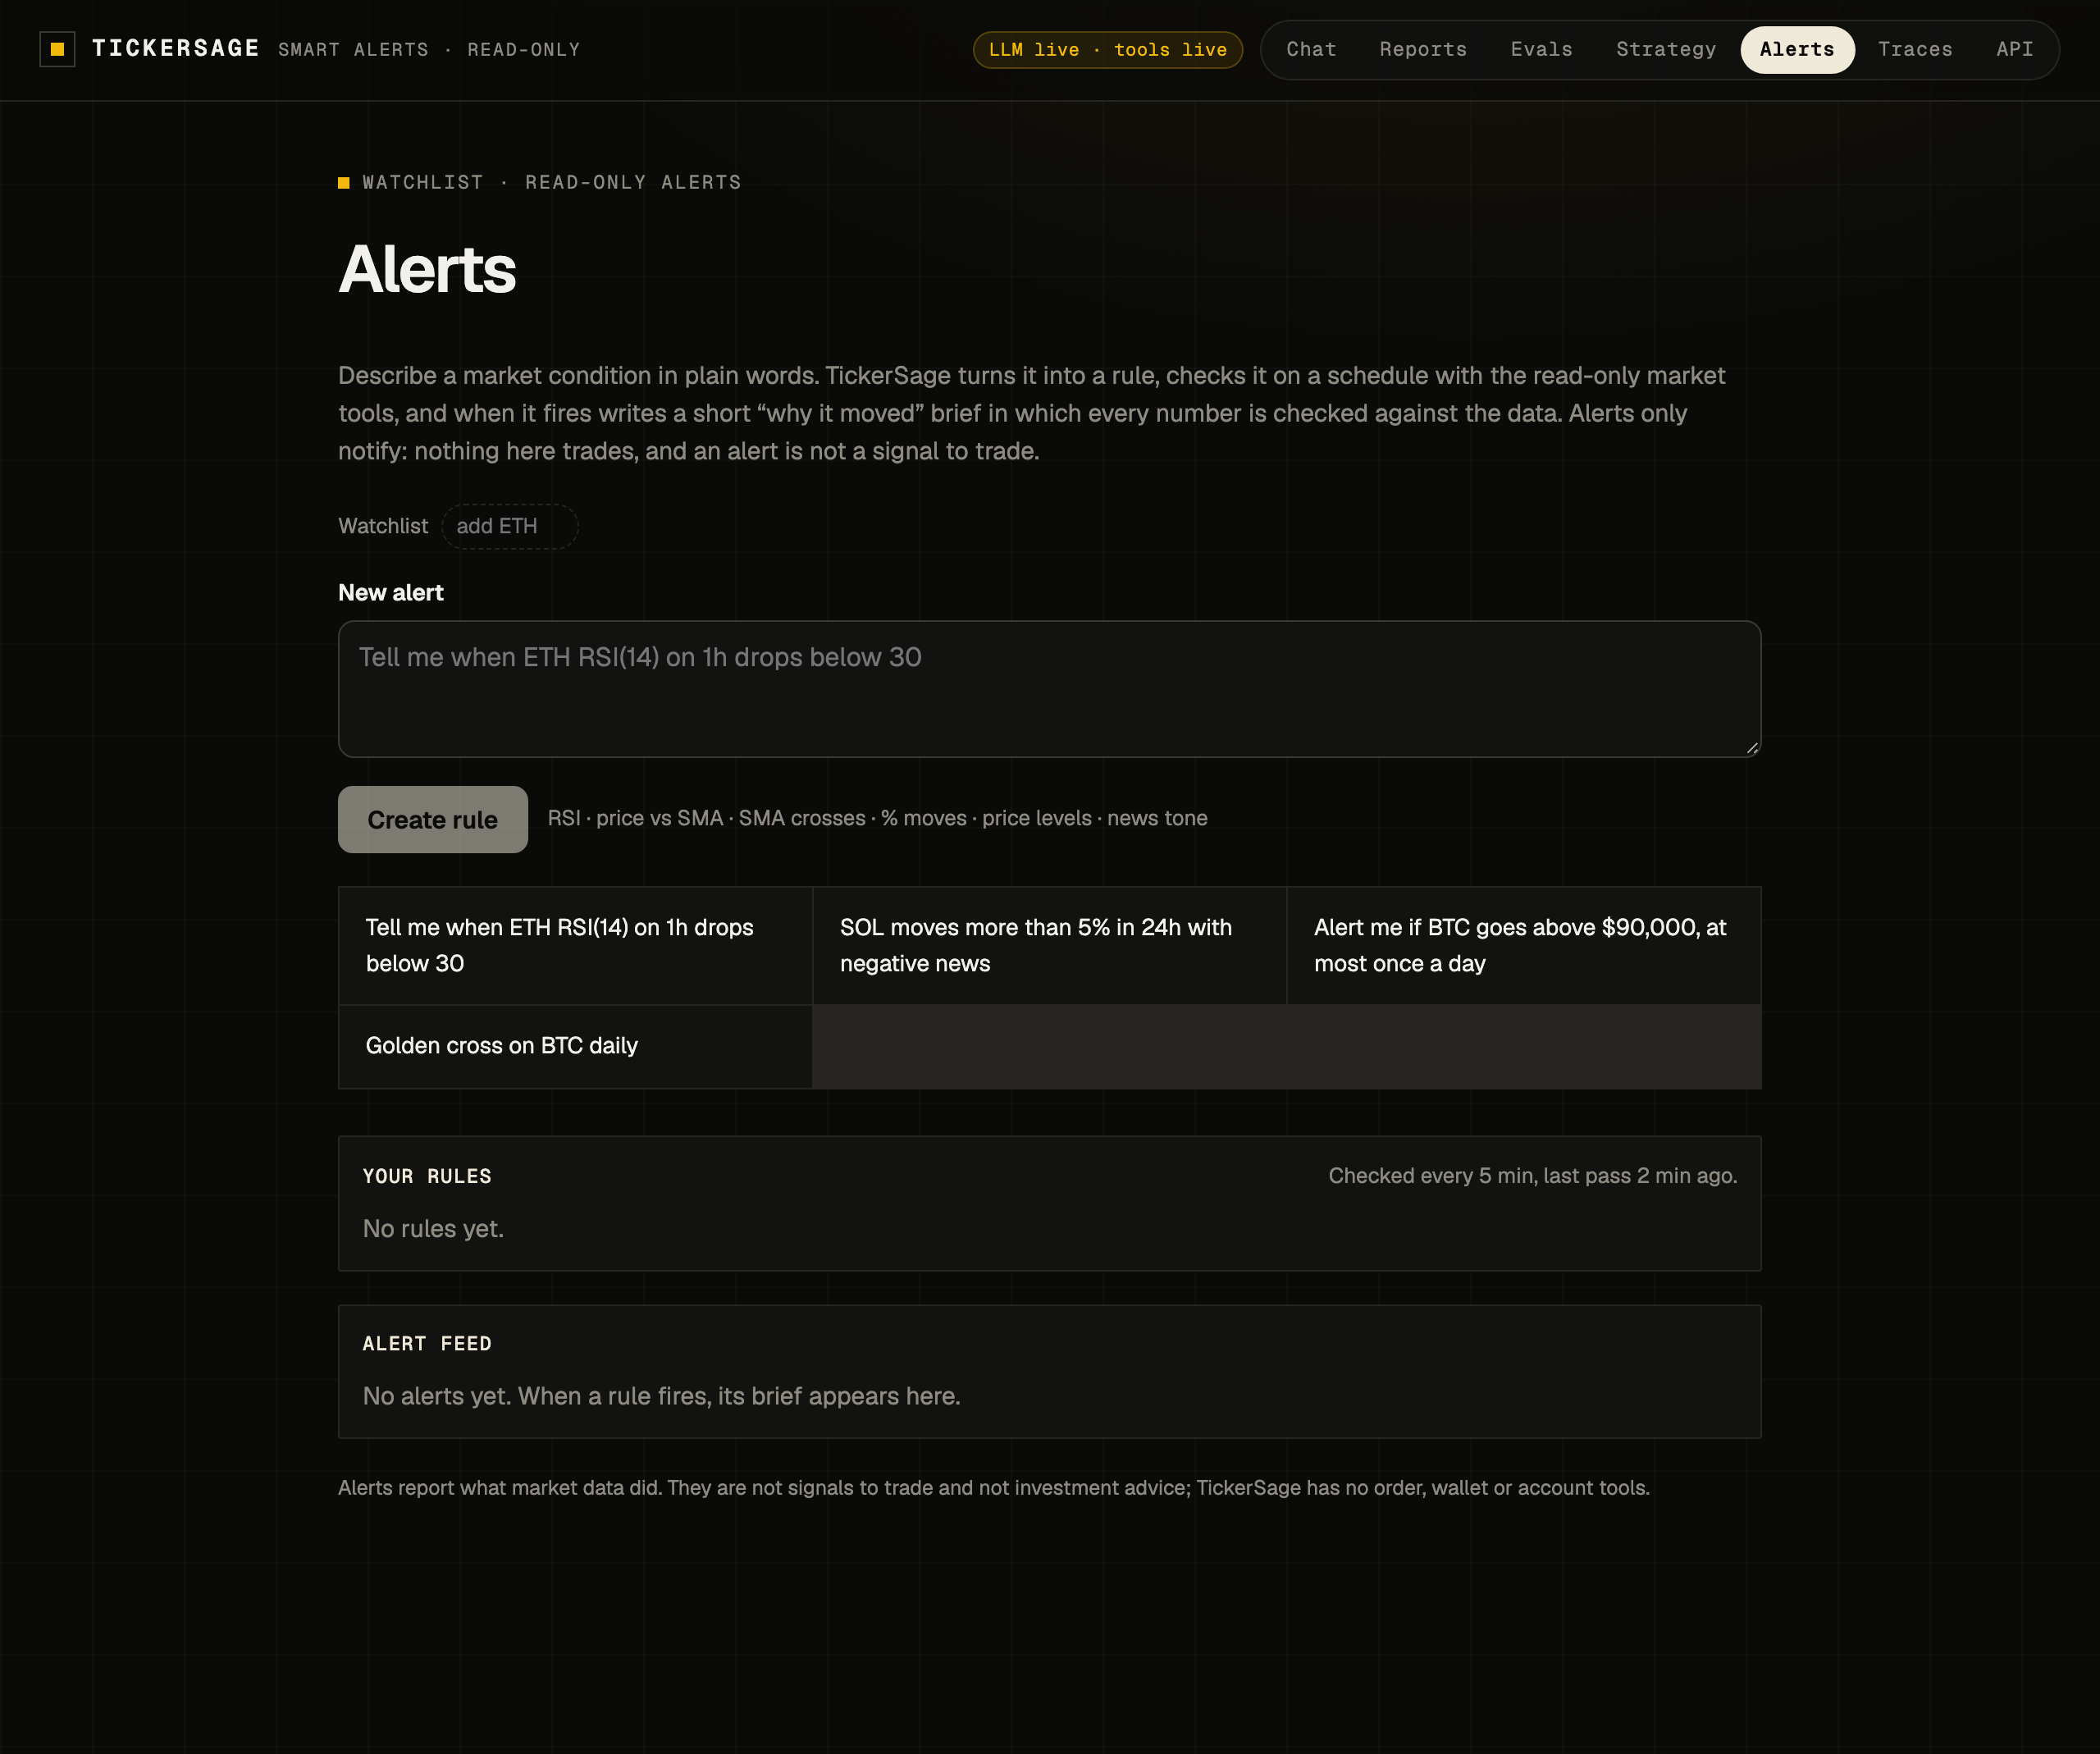 TICKERSAGE SMART ALERTS · READ-ONLY
LLM live · tools live
Chat Reports Evals Strategy Alerts Traces API
WATCHLIST · READ-ONLY ALERTS
Alerts
Describe a market condition in plain words. TickerSage turns it into a rule, checks it on a schedule with the read-only market
tools, and when it fires writes a short “why it moved” brief in which every number is checked against the data. Alerts only
notify: nothing here trades, and an alert is not a signal to trade.
Watchlist add ETH
New alert
Tell me when ETH RSI(14) on 1h drops below 30
Create rule RSI · price vs SMA · SMA crosses · % moves · price levels · news tone
Tell me when ETH RSI(14) on 1h drops
below 30
SOL moves more than 5% in 24h with
negative news
Alert me if BTC goes above $90,000, at
most once a day
Golden cross on BTC daily
YOUR RULES Checked every 5 min, last pass 2 min ago.
No rules yet.
ALERT FEED
No alerts yet. When a rule fires, its brief appears here.
Alerts report what market data did. They are not signals to trade and not investment advice; TickerSage has no order, wallet or account tools.